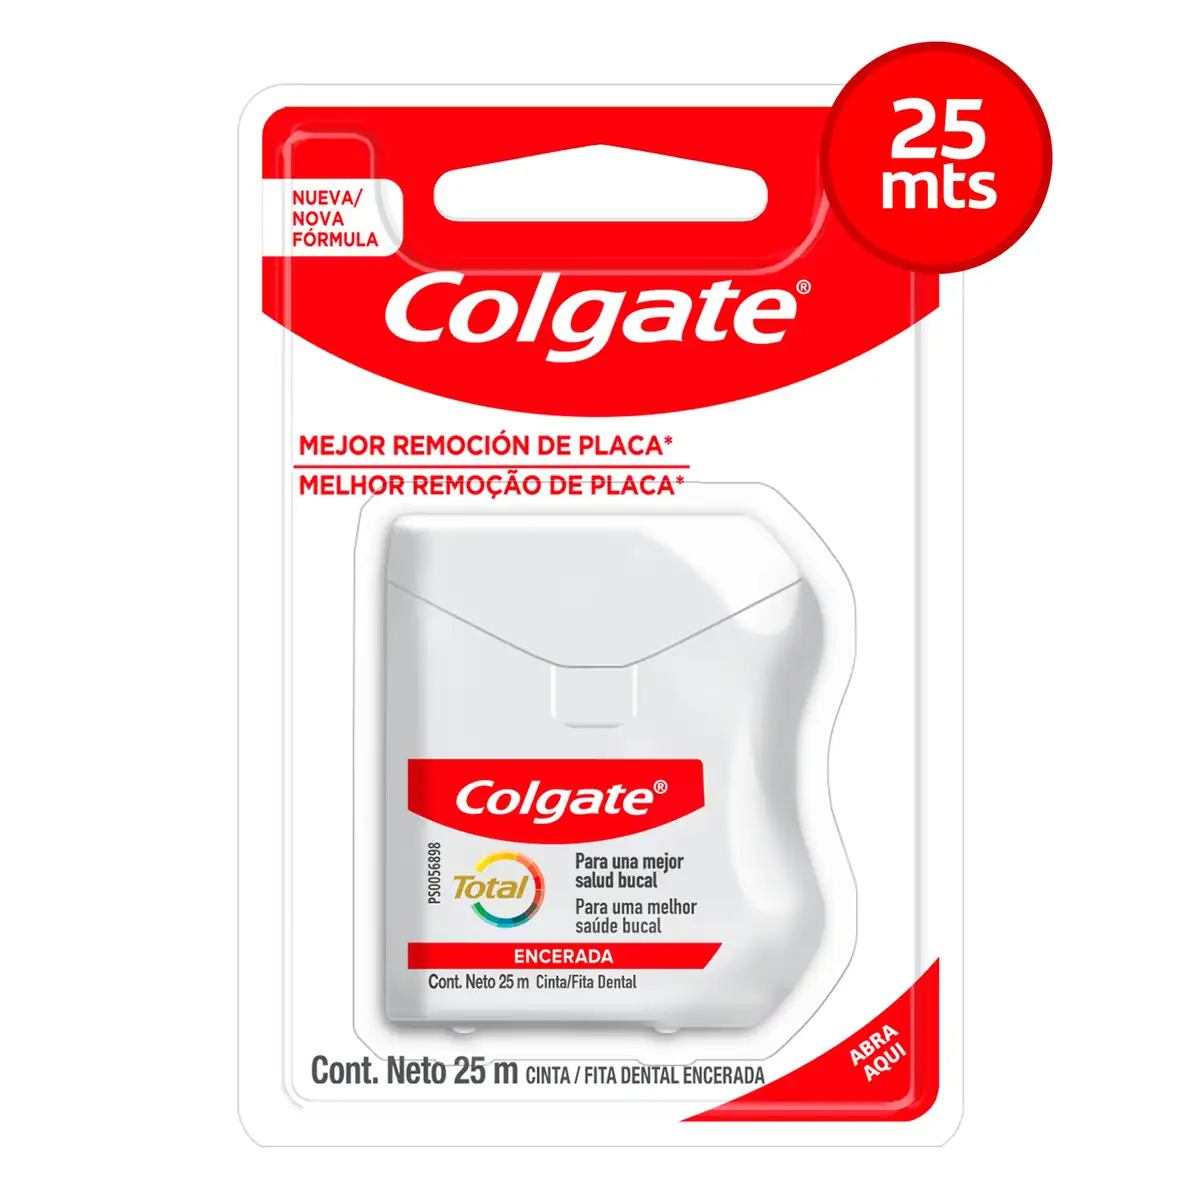 25
mts
NUEVA/
NOVA
FÓRMULA
Colgate®
MEJOR REMOCIÓN DE PLACA*
MELHOR REMOÇÃO DE PLACA*
Colgate®
PS0056898
Total
Para una mejor
salud bucal
Para uma melhor
saúde bucal
ENCERADA
Cont. Neto 25 m Cinta/Fita Dental
Cont. Neto 25 m CINTA / FITA DENTAL ENCERADA
ABRA
AQUI